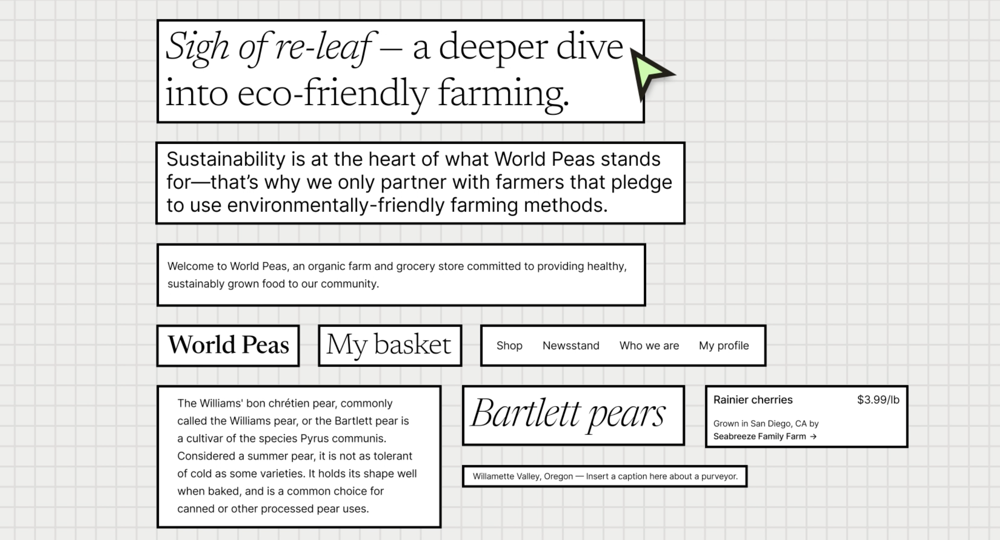 Sigh of re-leaf — a deeper dive
into eco-friendly farming.
Sustainability is at the heart of what World Peas stands
for—that’s why we only partner with farmers that pledge
to use environmentally-friendly farming methods.
Welcome to World Peas, an organic farm and grocery store committed to providing healthy,
sustainably grown food to our community.
World Peas
My basket
Shop Newsstand Who we are My profile
The Williams' bon chrétien pear, commonly
called the Williams pear, or the Bartlett pear is
a cultivar of the species Pyrus communis.
Considered a summer pear, it is not as tolerant
of cold as some varieties. It holds its shape well
when baked, and is a common choice for
canned or other processed pear uses.
Bartlett pears
Rainier cherries $3.99/lb
Grown in San Diego, CA by
Seabreeze Family Farm →
Willamette Valley, Oregon — Insert a caption here about a purveyor.